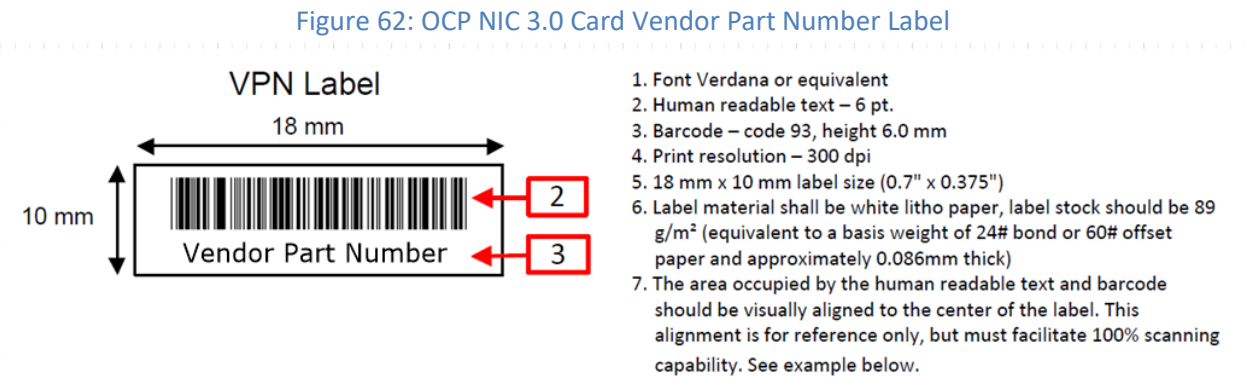 Figure 62: OCP NIC 3.0 Card Vendor Part Number Label
VPN Label
18 mm
10 mm
2
Vendor Part Number
3
1. Font Verdana or equivalent
2. Human readable text – 6 pt.
3. Barcode – code 93, height 6.0 mm
4. Print resolution – 300 dpi
5. 18 mm x 10 mm label size (0.7" x 0.375")
6. Label material shall be white litho paper, label stock should be 89
g/m² (equivalent to a basis weight of 24# bond or 60# offset
paper and approximately 0.086mm thick)
7. The area occupied by the human readable text and barcode
should be visually aligned to the center of the label. This
alignment is for reference only, but must facilitate 100% scanning
capability. See example below.